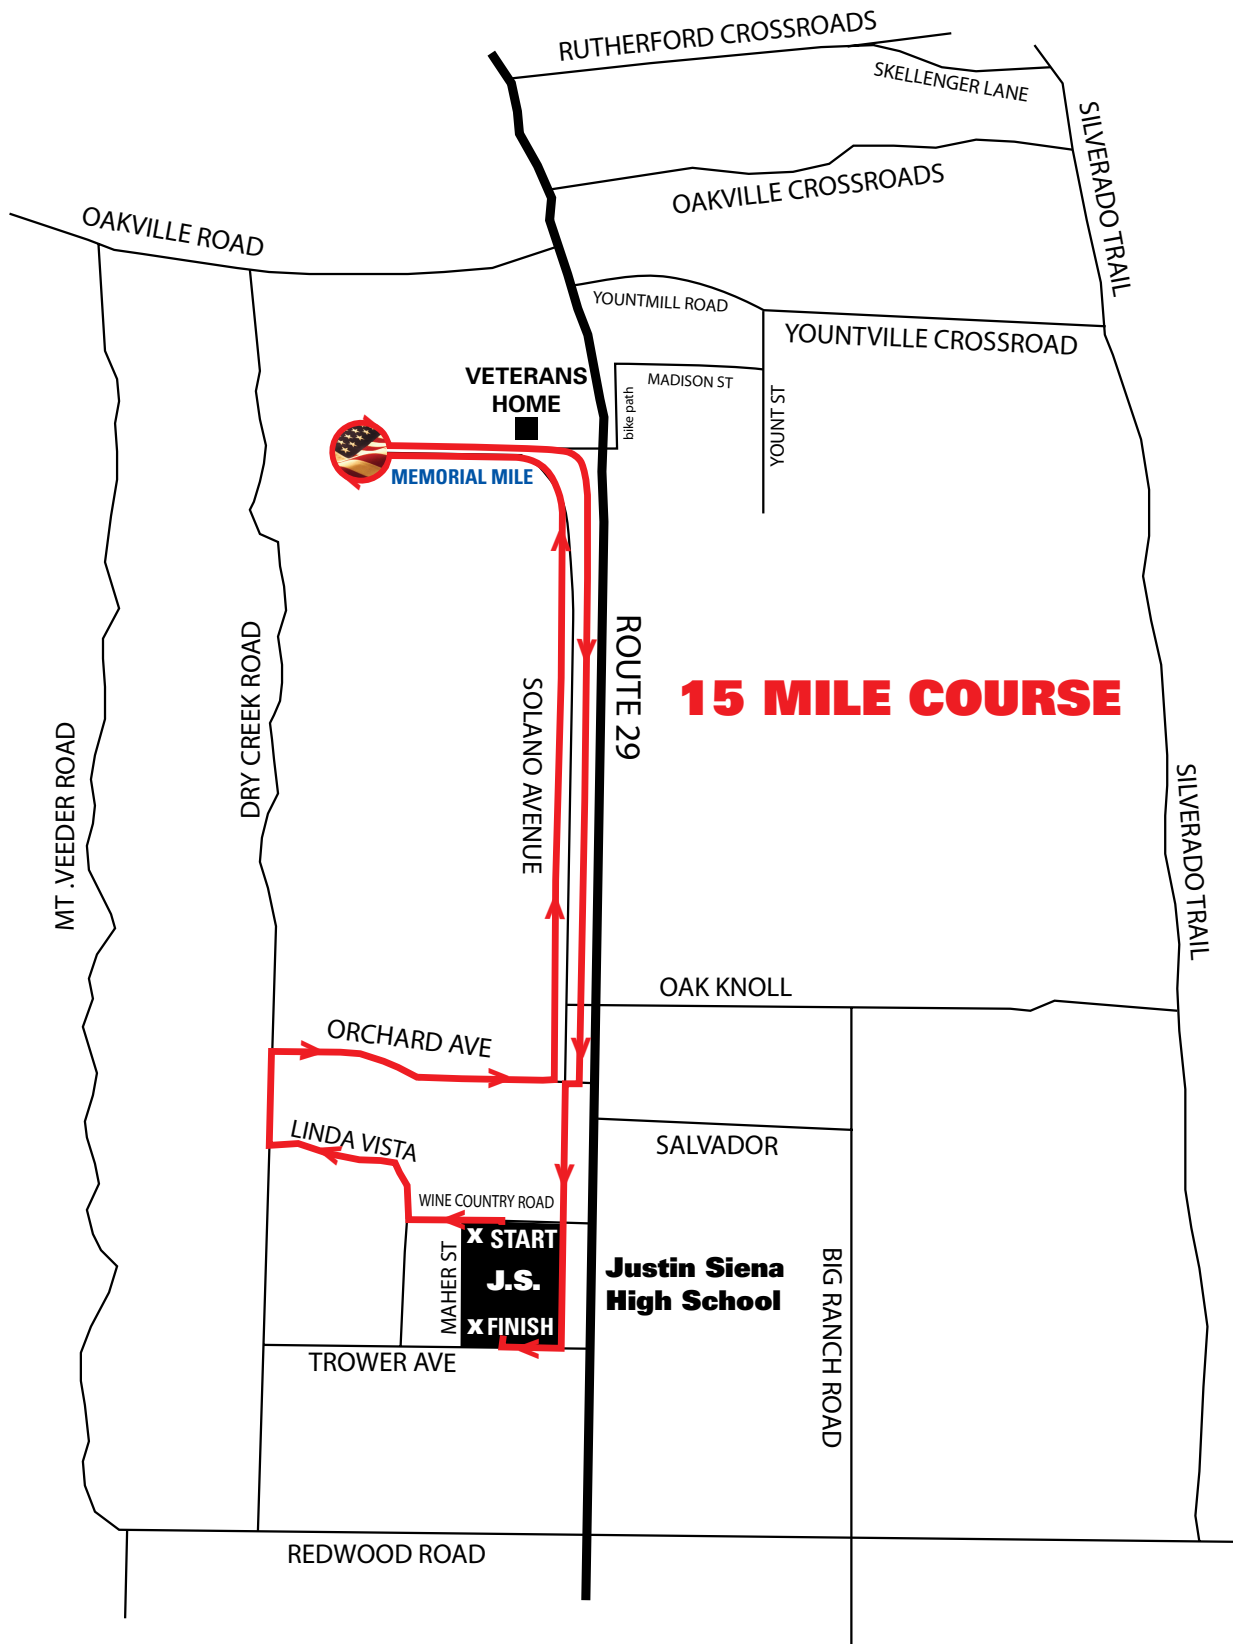 RUTHERFORD CROSSROADS
SKELLENGER LANE
SILVERADO TRAIL
OAKVILLE CROSSROADS
OAKVILLE ROAD
YOUNTMILL ROAD
YOUNTVILLE CROSSROAD
VETERANS
HOME
MADISON ST
bike path
YOUNT ST
MEMORIAL MILE
ROUTE 29
15 MILE COURSE
SOLANO AVENUE
DRY CREEK ROAD
MT .VEEDER ROAD
SILVERADO TRAIL
OAK KNOLL
ORCHARD AVE
LINDA VISTA
SALVADOR
WINE COUNTRY ROAD
X START
J.S.
X FINISH
MAHER ST
Justin Siena
High School
BIG RANCH ROAD
TROWER AVE
REDWOOD ROAD